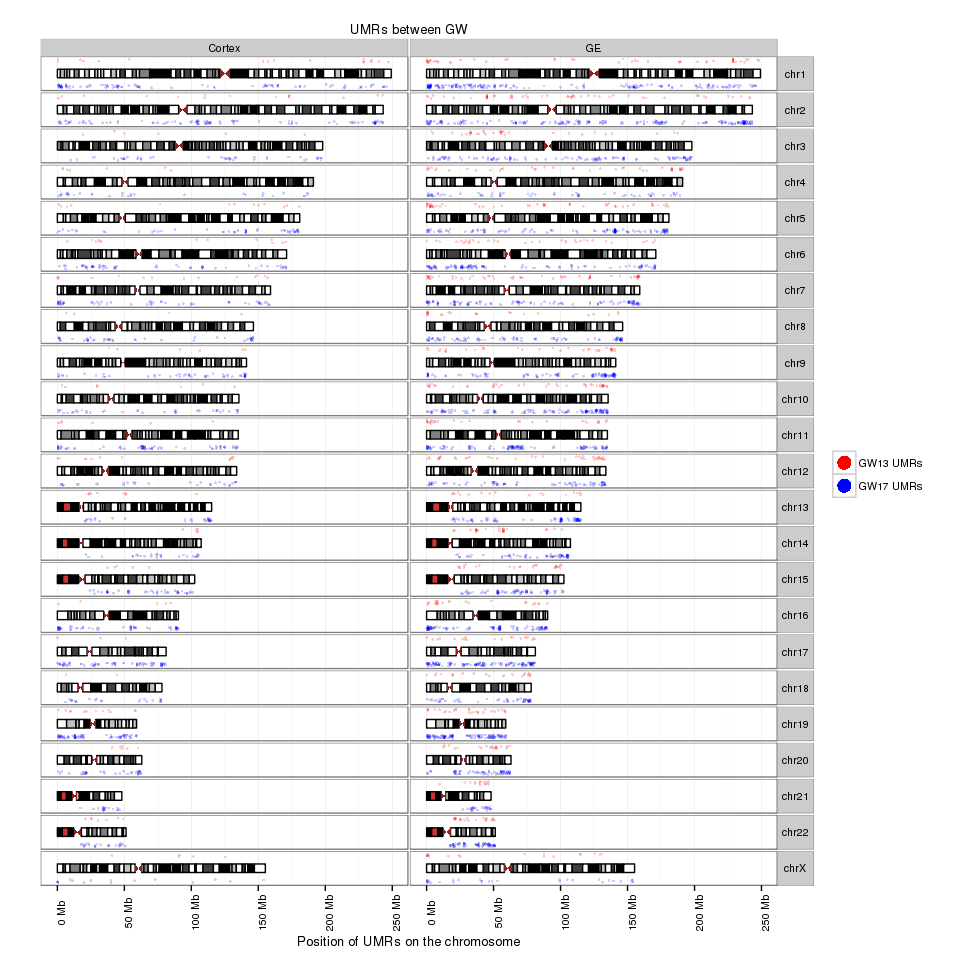 UMRs between GW
Cortex GE
chr1
chr2
chr3
chr4
chr5
chr6
chr7
chr8
chr9
chr10
chr11
chr12
chr13
chr14
chr15
chr16
chr17
chr18
chr19
chr20
chr21
chr22
chrX
GW13 UMRs
GW17 UMRs
0 Mb 50 Mb 100 Mb 150 Mb 200 Mb 250 Mb 0 Mb 50 Mb 100 Mb 150 Mb 200 Mb 250 Mb
Position of UMRs on the chromosome